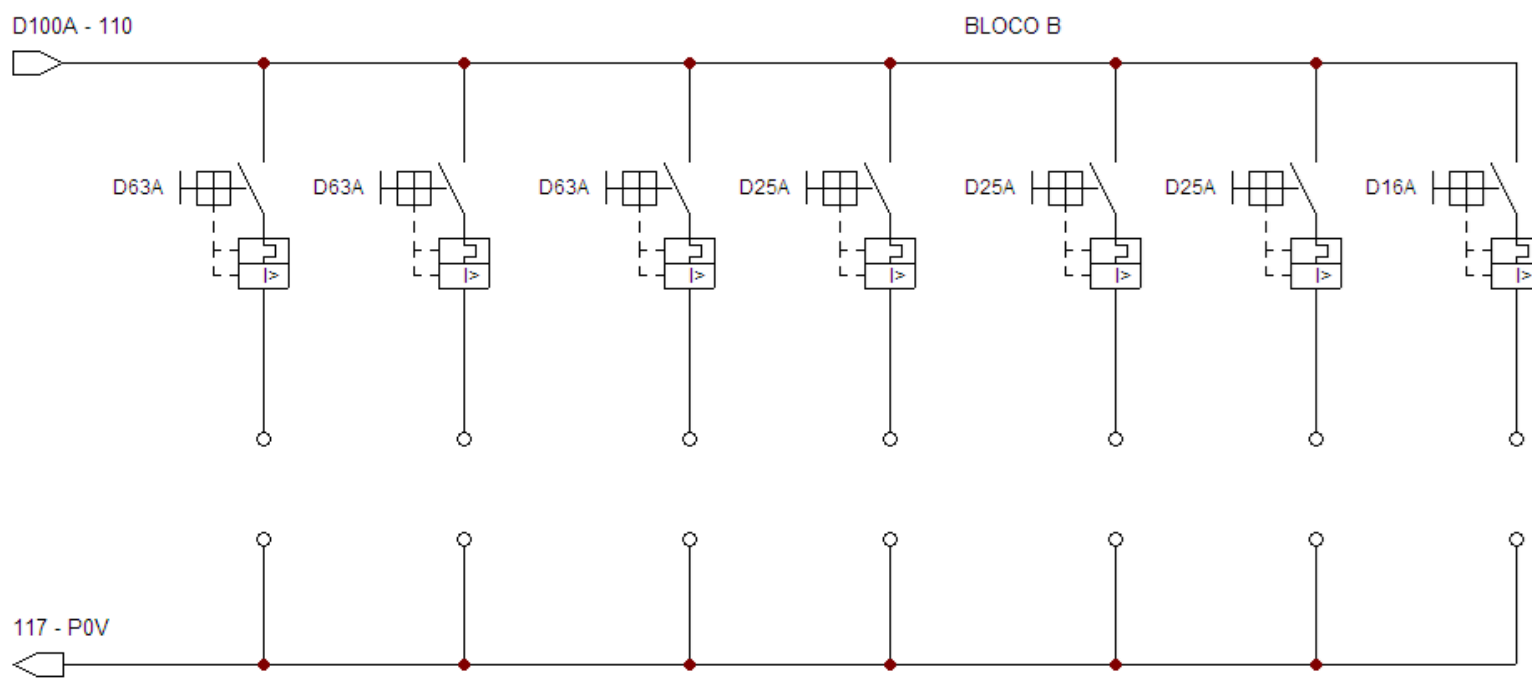 D100A - 110
BLOCO B
D63A
D63A
D63A
D25A
D25A
D25A
D16A
I>
I>
I>
I>
I>
I>
I>
117 - P0V